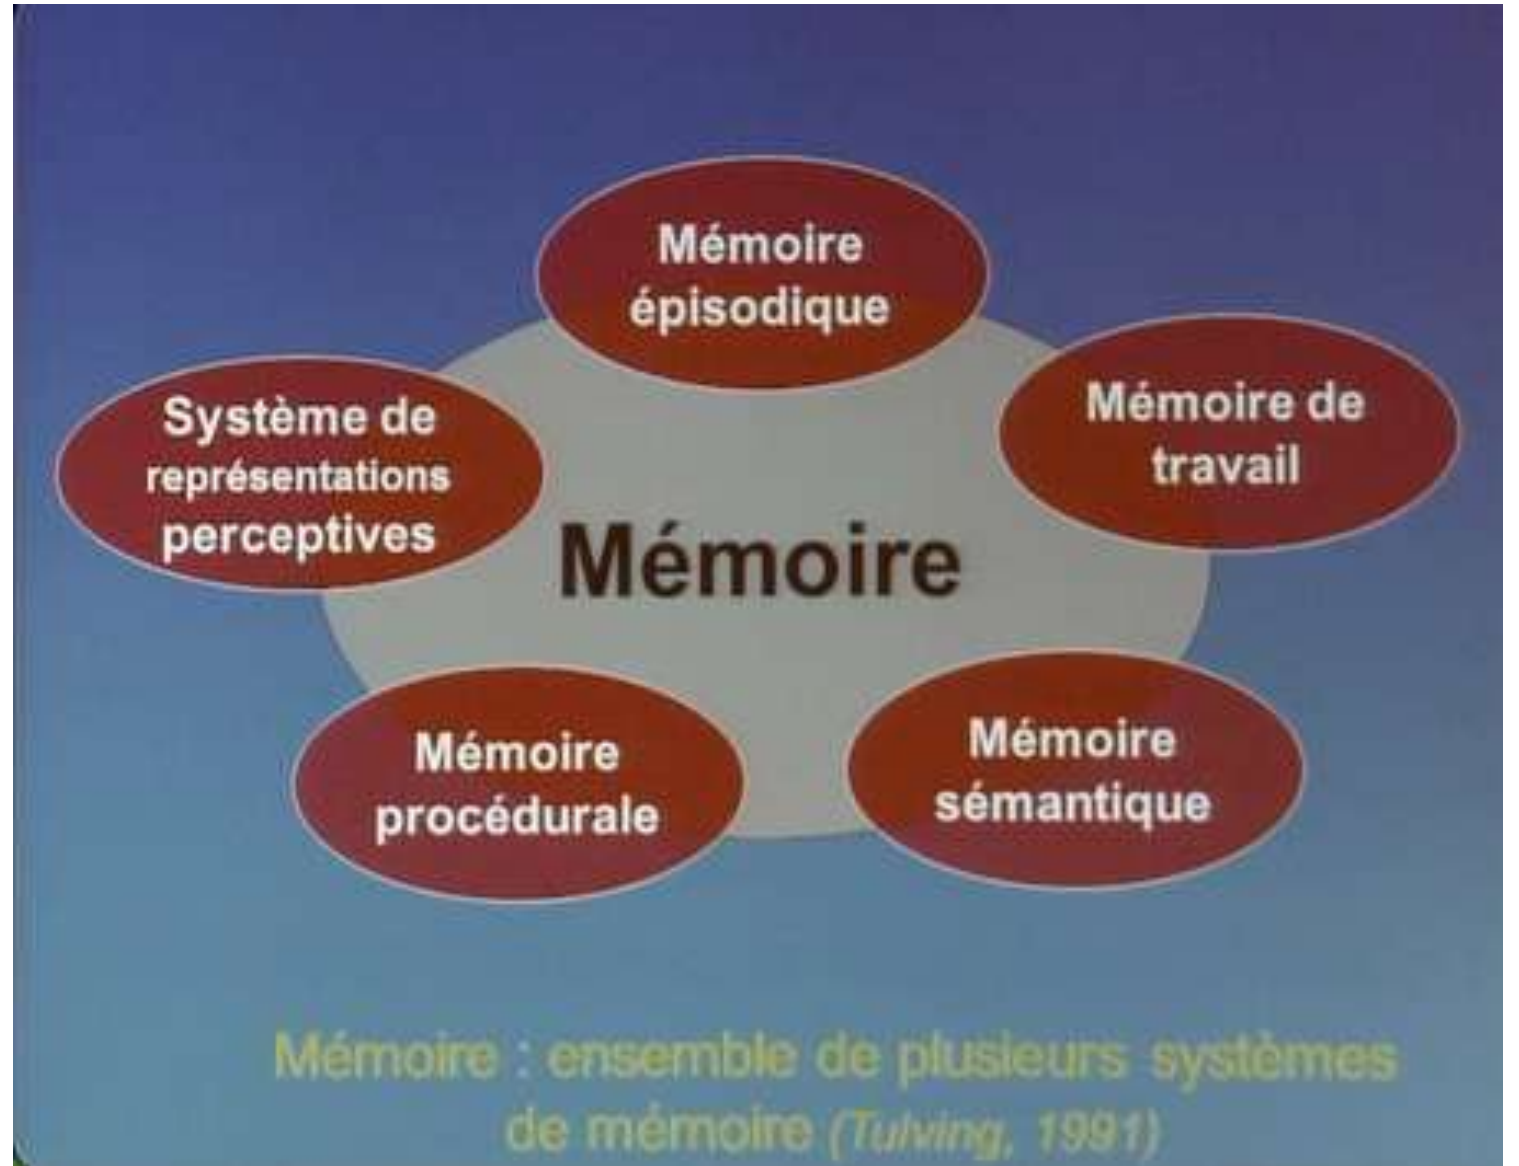 Mémoire
épisodique
Mémoire de
travail
Système de
représentations
perceptives
Mémoire
Mémoire
procédurale
Mémoire
sémantique
Mémoire : ensemble de plusieurs systèmes
de mémoire (Tulving, 1991)